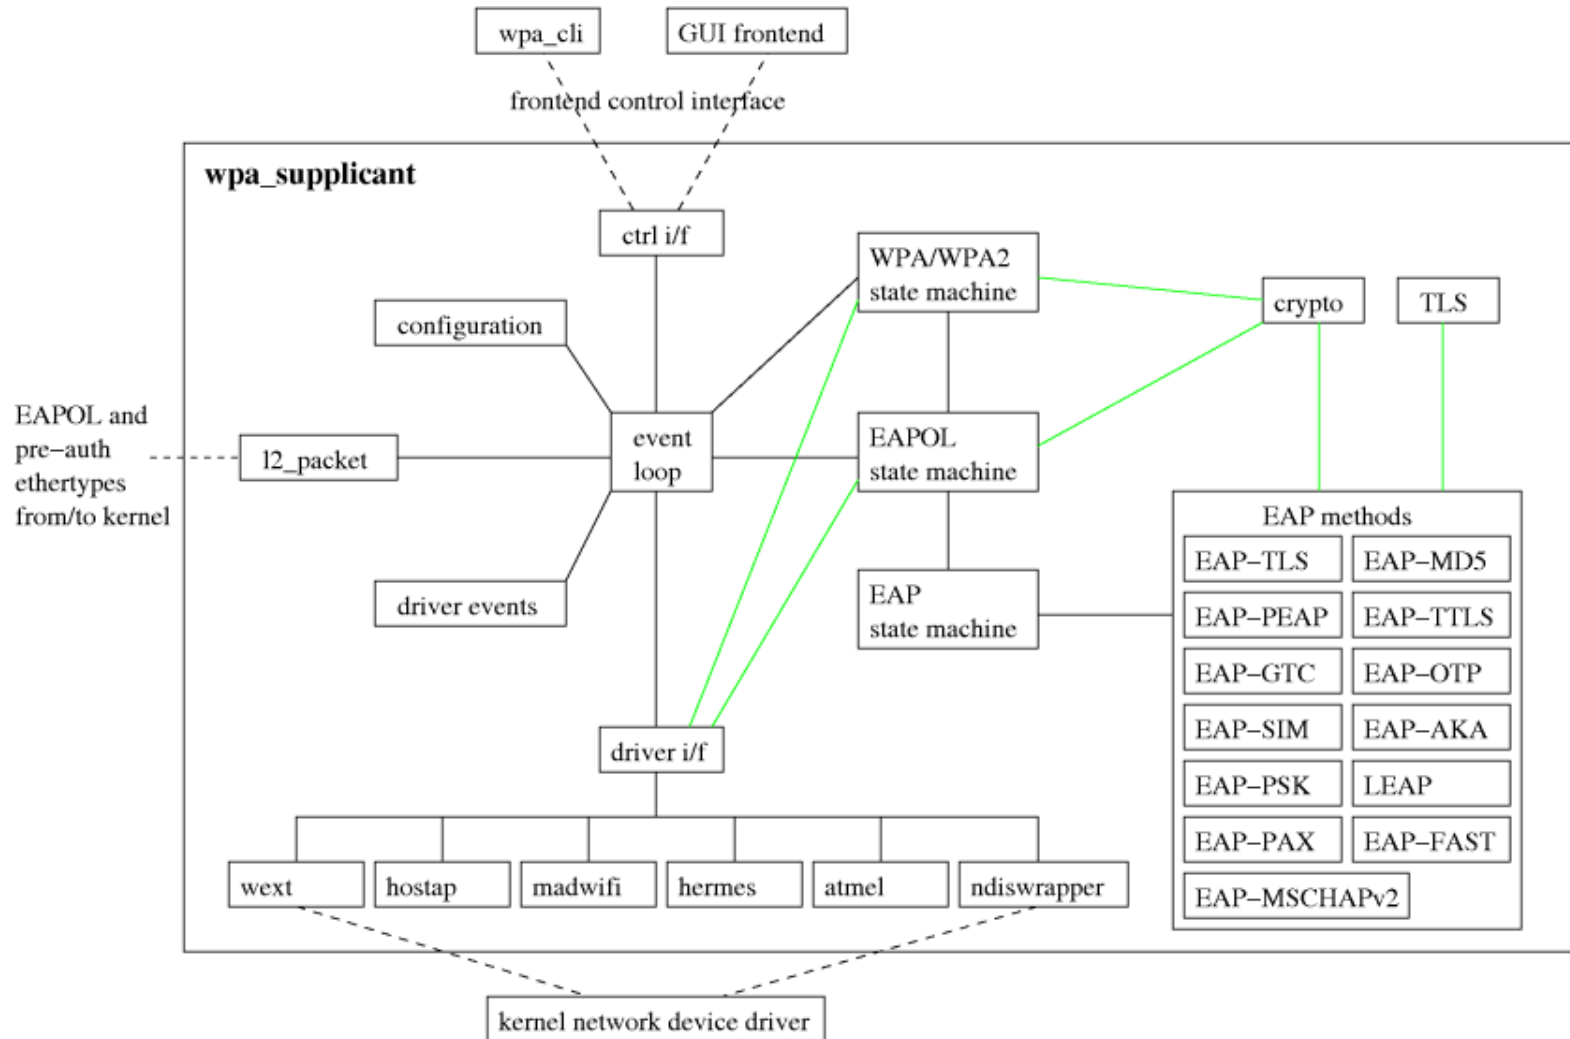 wpa_cli
GUI frontend
frontend control interface
wpa_supplicant
ctrl i/f
WPA/WPA2
state machine
crypto
TLS
configuration
EAPOL and
pre−auth
ethertypes
from/to kernel
l2_packet
event
loop
EAPOL
state machine
driver events
EAP
state machine
EAP methods
EAP−TLS
EAP−MD5
EAP−PEAP
EAP−TTLS
EAP−GTC
EAP−OTP
EAP−SIM
EAP−AKA
EAP−PSK
LEAP
EAP−PAX
EAP−FAST
EAP−MSCHAPv2
driver i/f
wext
hostap
madwifi
hermes
atmel
ndiswrapper
kernel network device driver